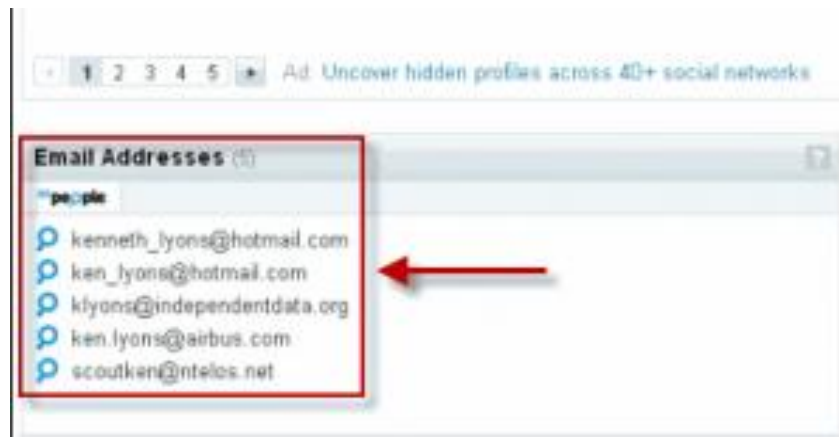 1 2 3 4 5 Ad: Uncover hidden profiles across 40+ social networks
Email Addresses (5)
people
kenneth_lyons@hotmail.com
ken_lyons@hotmail.com
klyons@independentdata.org
ken.lyons@airbus.com
scoutken@ntelos.net